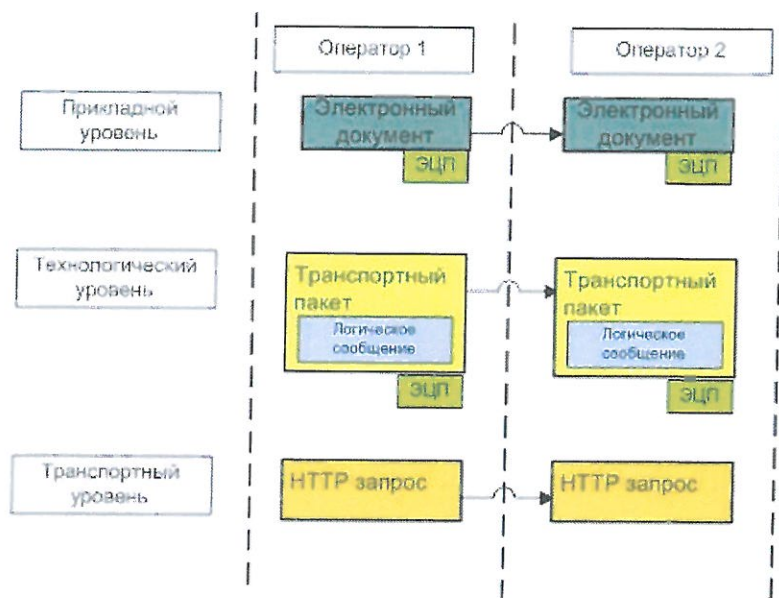 Оператор 1
Оператор 2
Прикладной
уровень
Электронный
документ
ЭЦП
Электронный
документ
ЭЦП
Технологический
уровень
Транспортный
пакет
Логическое
сообщение
ЭЦП
Транспортный
пакет
Логическое
сообщение
ЭЦП
Транспортный
уровень
HTTP запрос
HTTP запрос